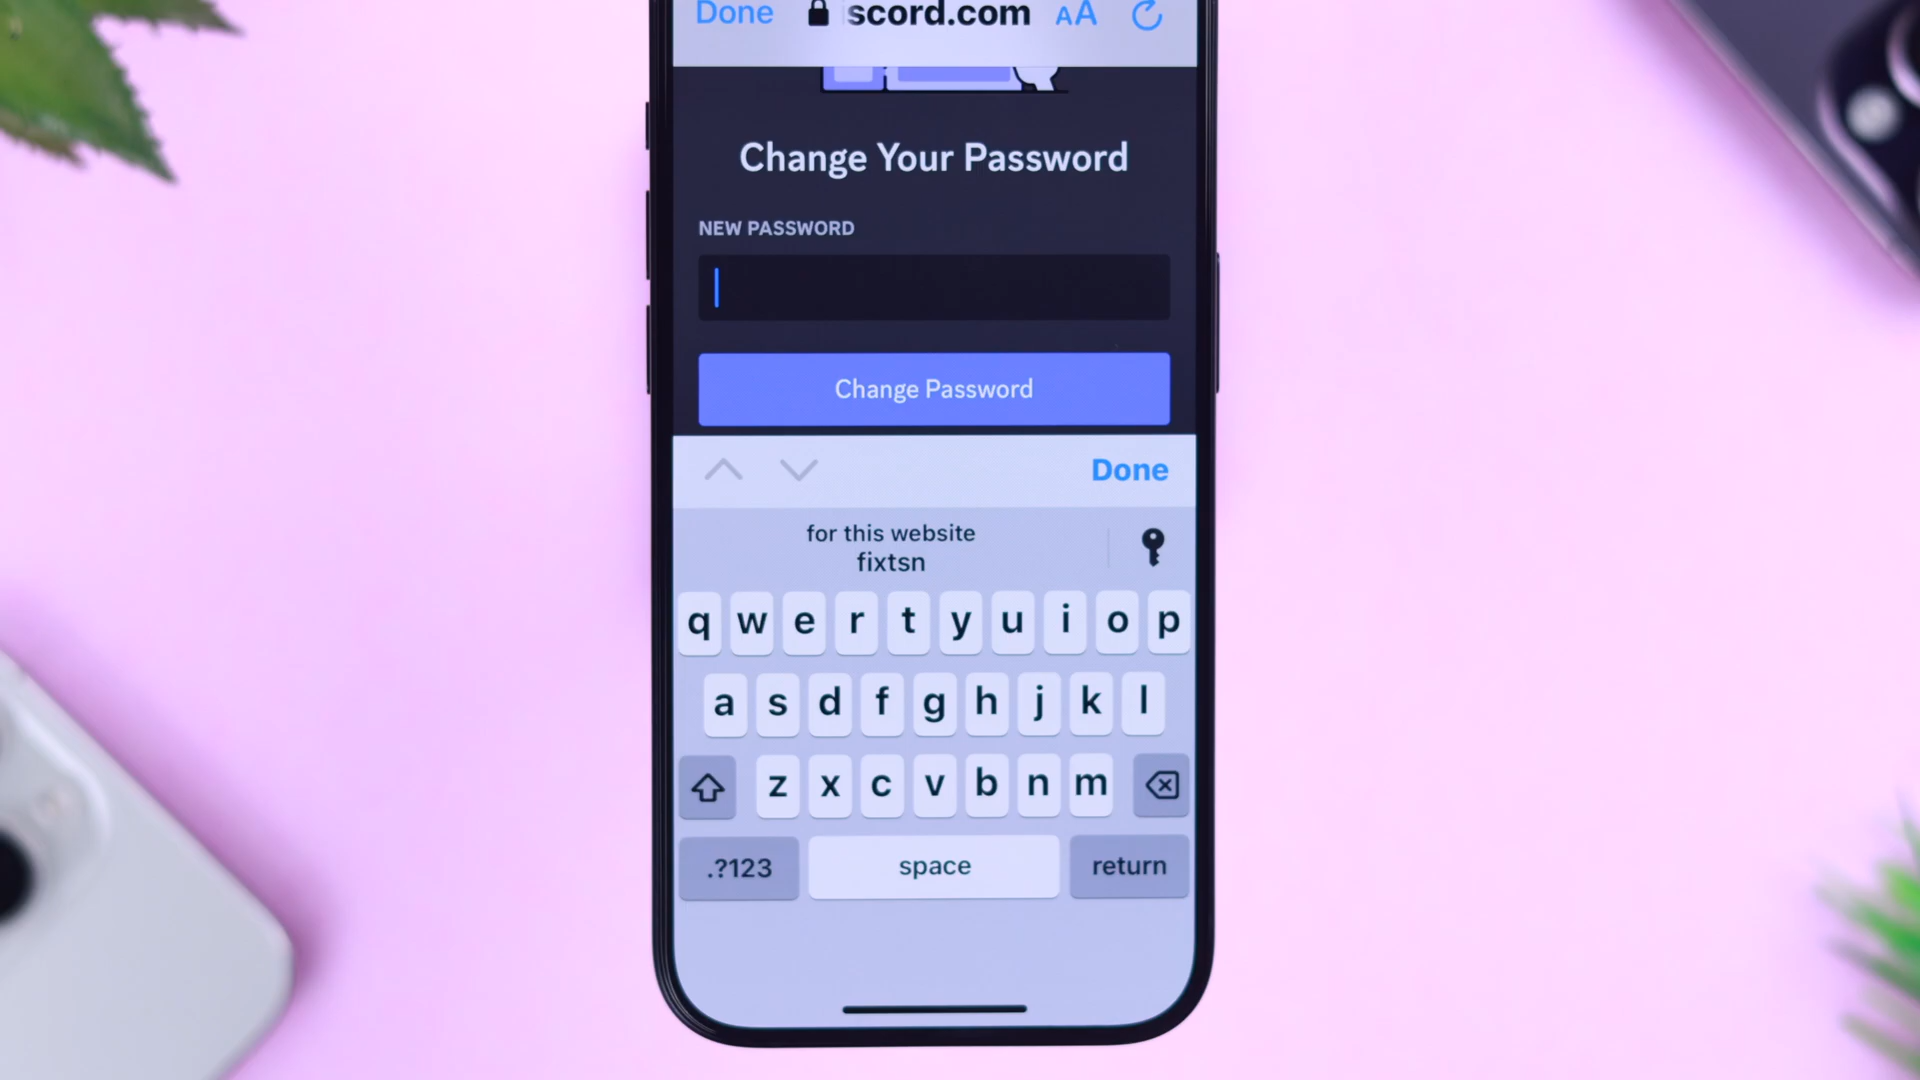 Done scord.com AA
Change Your Password
NEW PASSWORD
Change Password
Done
for this website
fixtsn
q w e r t y u i o p
a s d f g h j k l
z x c v b n m
.?123 space return